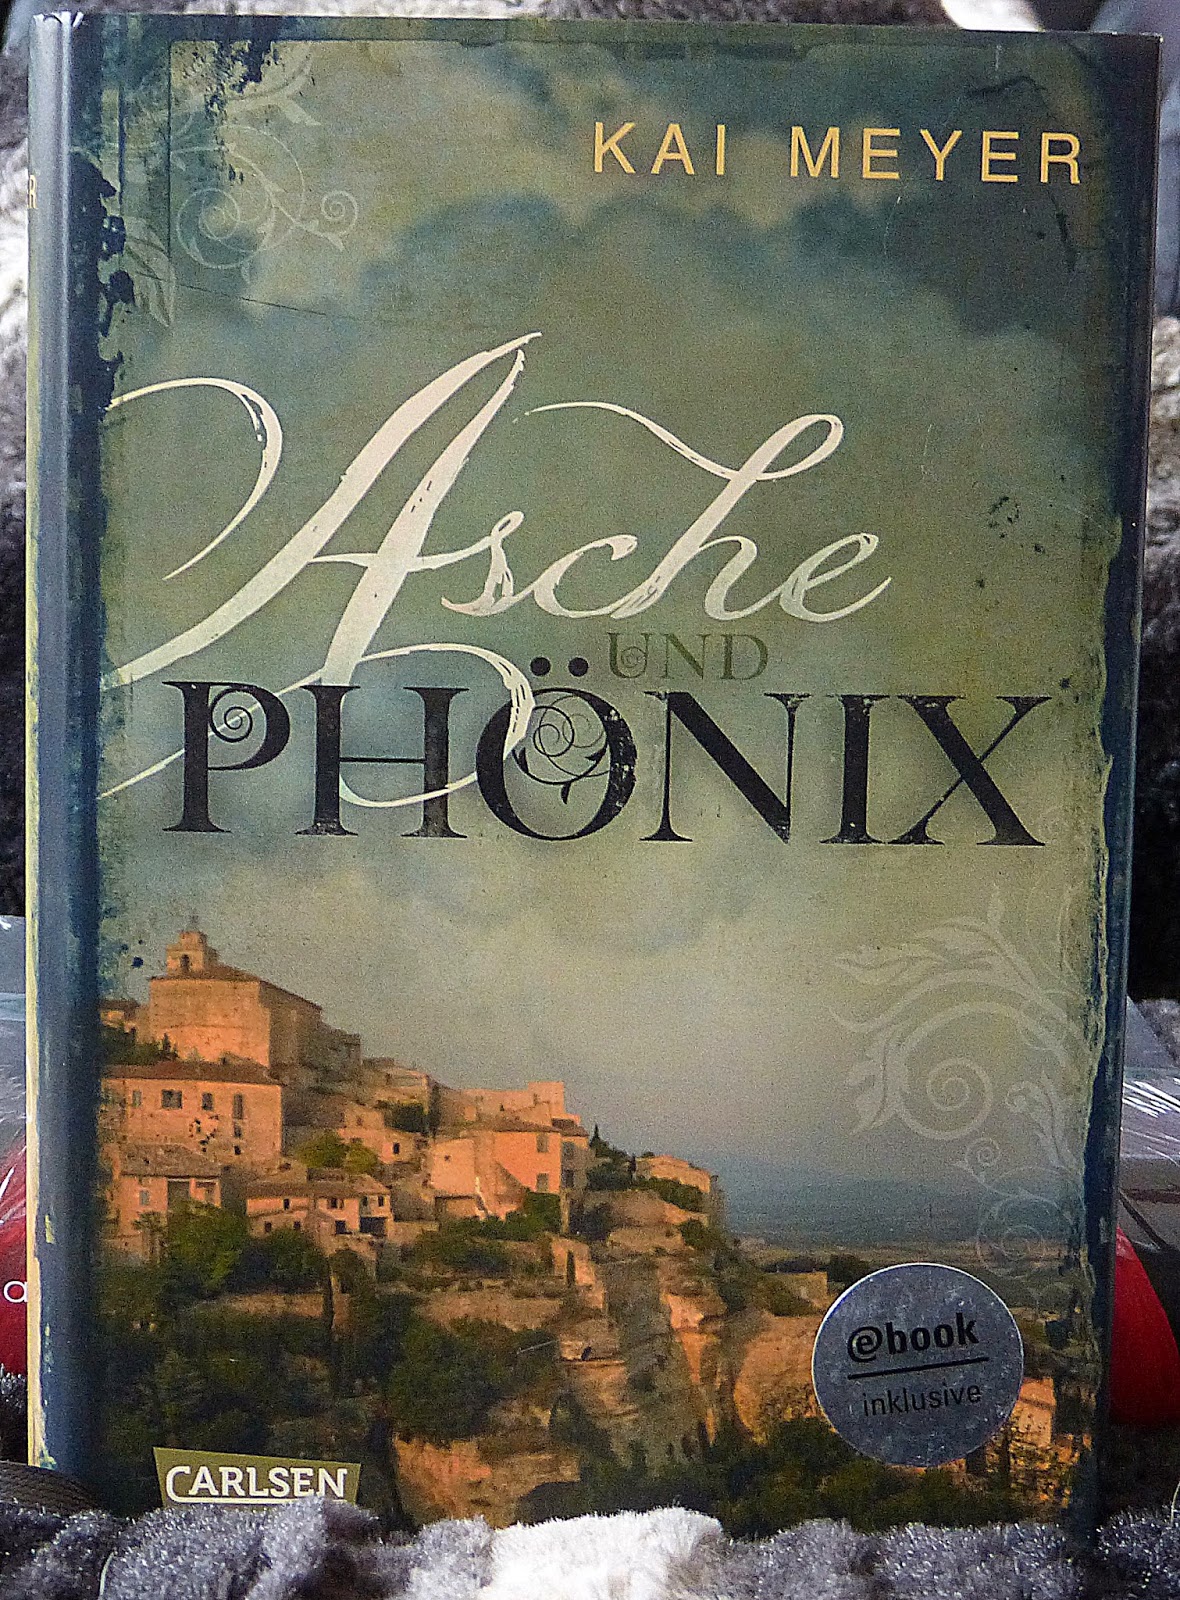 KAI MEYER
Asche
UND
PHÖNIX
@book
inklusive
CARLSEN
R
a